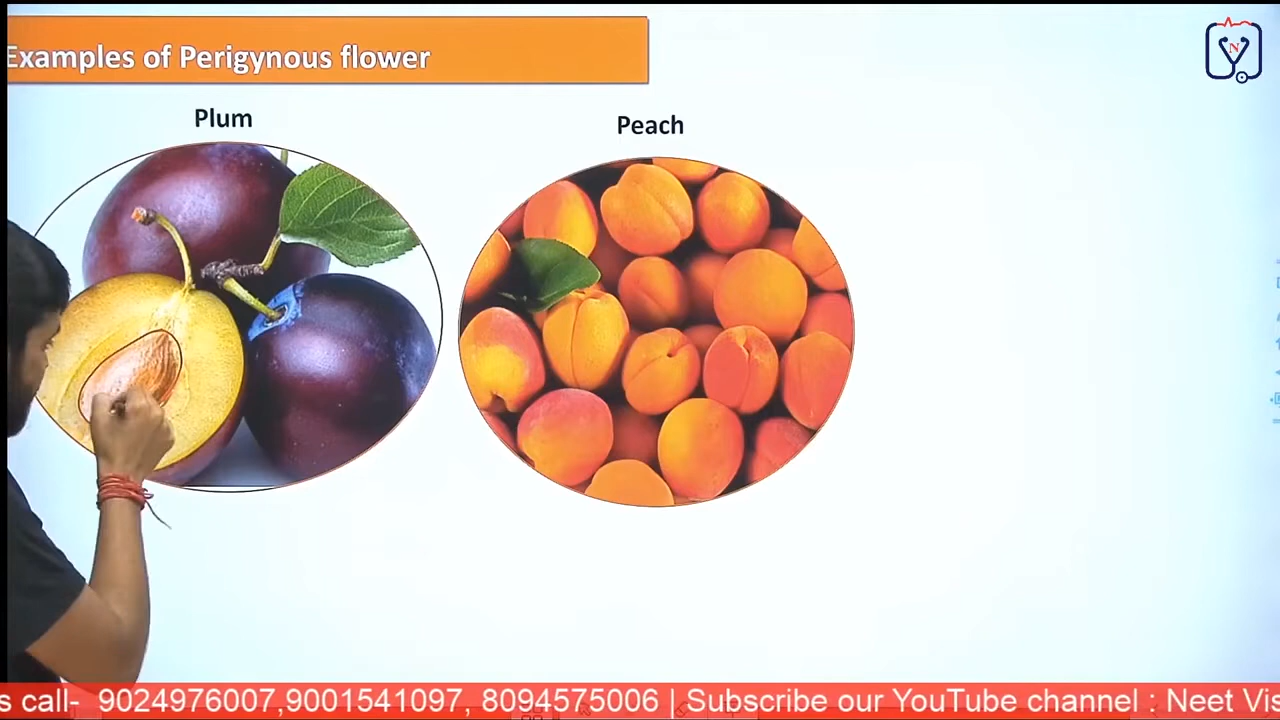 Examples of Perigynous flower
Plum
Peach
N
s call- 9024976007,9001541097, 8094575006 | Subscribe our YouTube channel : Neet Vis